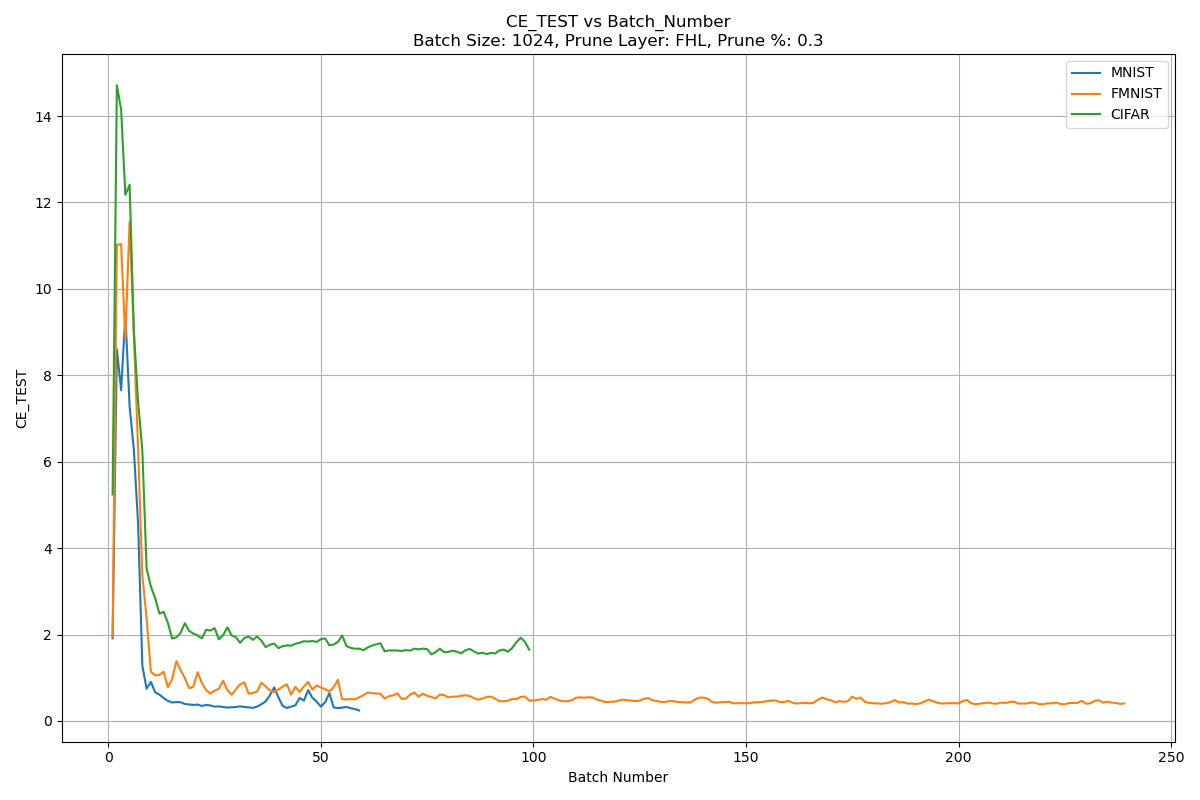 CE_TEST vs Batch_Number
Batch Size: 1024, Prune Layer: FHL, Prune %: 0.3
MNIST
FMNIST
CIFAR
CE_TEST
14
12
10
8
6
4
2
0
0 50 100 150 200 250
Batch Number